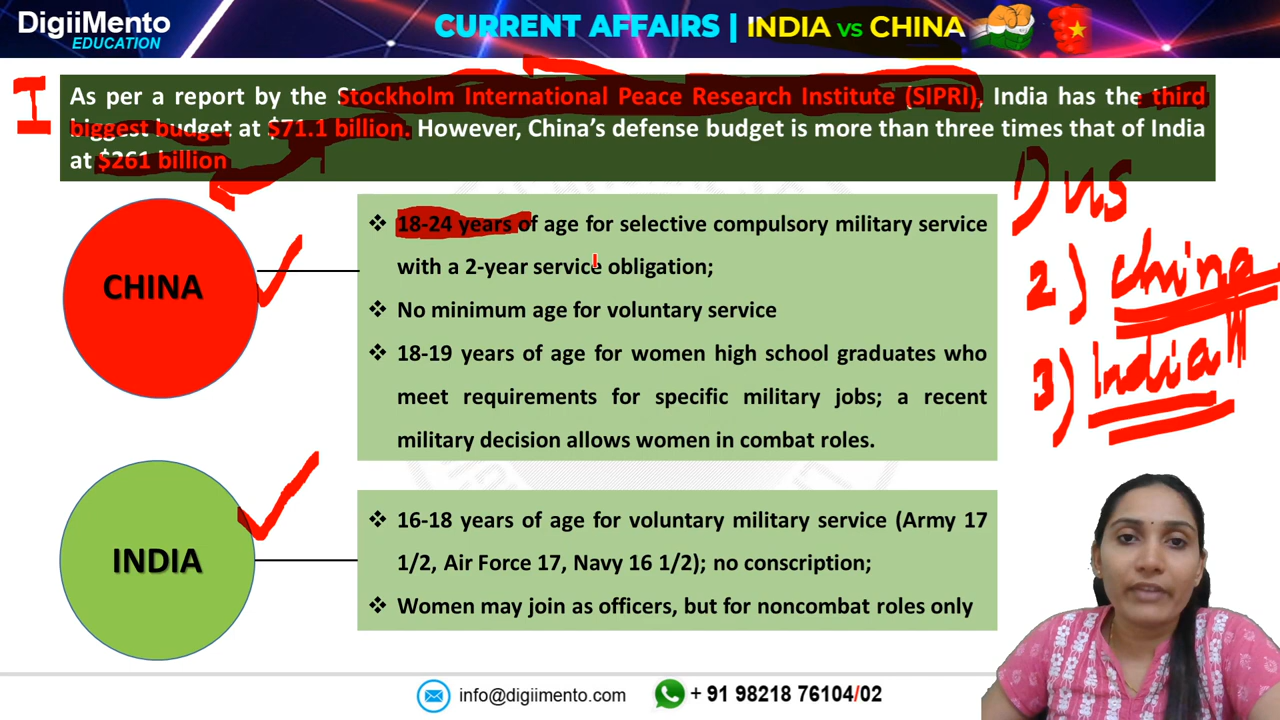 DigiiMento
EDUCATION
CURRENT AFFAIRS | INDIA vs CHINA
As per a report by the Stockholm International Peace Research Institute (SIPRI), India has the third
biggest budget at $71.1 billion. However, China’s defense budget is more than three times that of India
at $261 billion
CHINA
❖ 18-24 years of age for selective compulsory military service
with a 2-year service obligation;
❖ No minimum age for voluntary service
❖ 18-19 years of age for women high school graduates who
meet requirements for specific military jobs; a recent
military decision allows women in combat roles.
1) US
2) China
3) India
INDIA
❖ 16-18 years of age for voluntary military service (Army 17
1/2, Air Force 17, Navy 16 1/2); no conscription;
❖ Women may join as officers, but for noncombat roles only
info@digiimento.com
+ 91 98218 76104/02